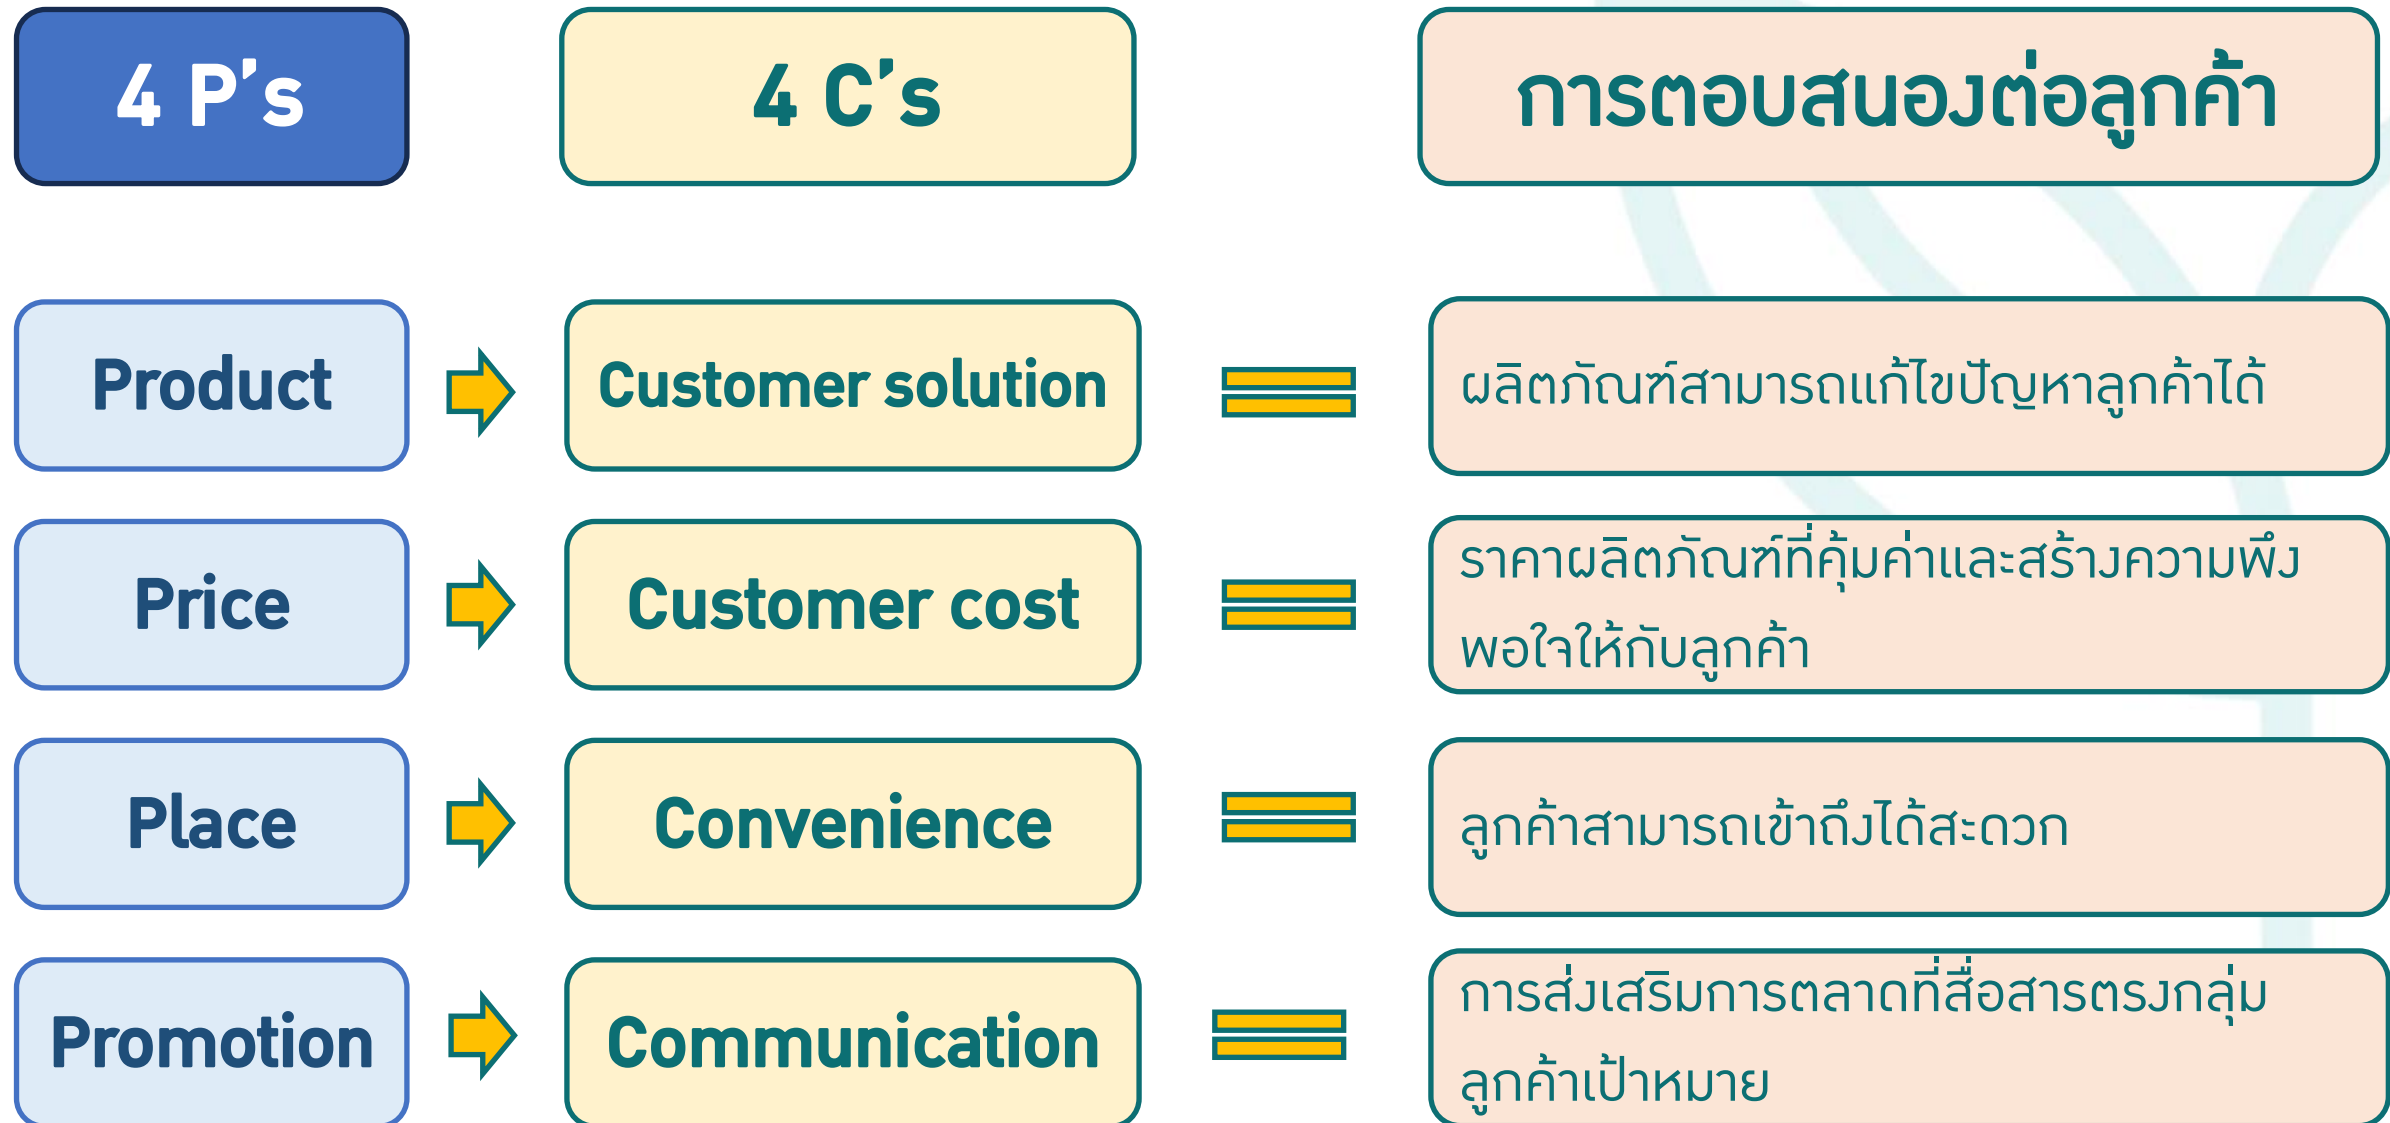 4 P's
4 C's
การตอบสนองต่อลูกค้า
Product
Customer solution
ผลิตภัณฑ์สามารถแก้ไขปัญหาลูกค้าได้
Price
Customer cost
ราคาผลิตภัณฑ์ที่คุ้มค่าและสร้างความพึง
พอใจให้กับลูกค้า
Place
Convenience
ลูกค้าสามารถเข้าถึงได้สะดวก
Promotion
Communication
การส่งเสริมการตลาดที่สื่อสารตรงกลุ่ม
ลูกค้าเป้าหมาย